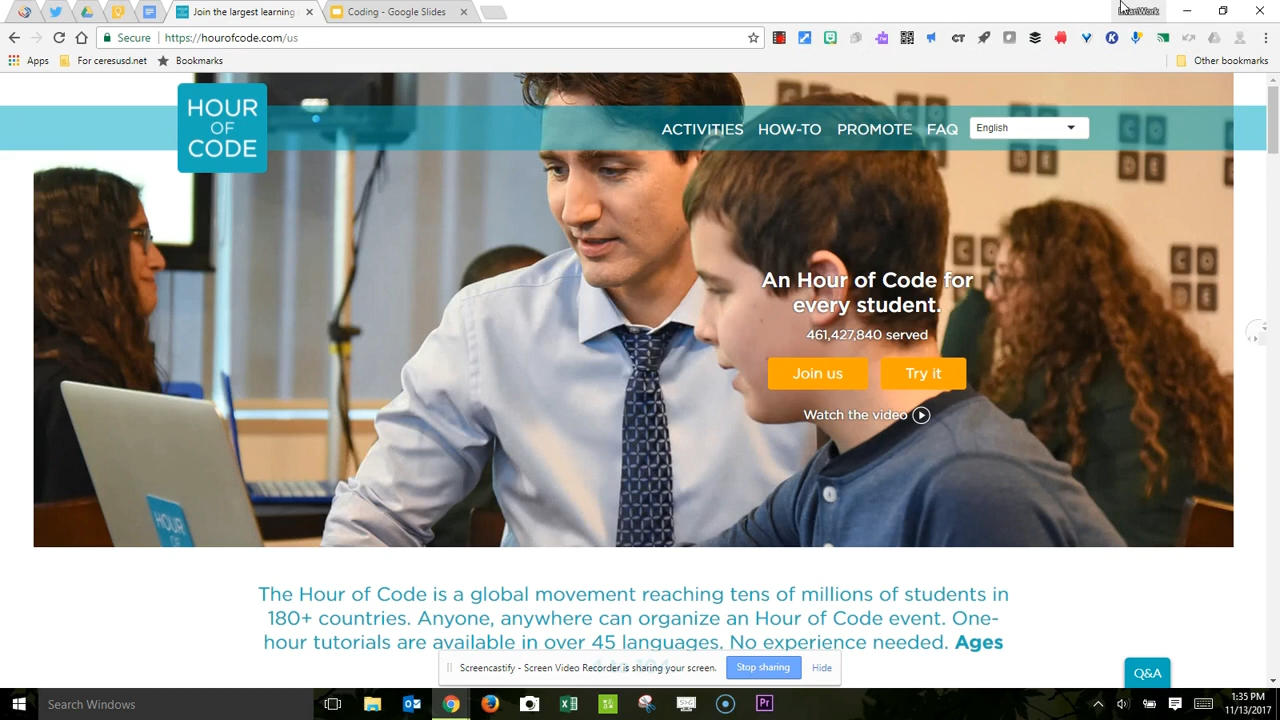 Join the largest learning
Coding - Google Slides
Secure
https://hourofcode.com/us
Apps
For ceresusd.net
Bookmarks
Other bookmarks
HOUR
OF
CODE
ACTIVITIES
HOW-TO
PROMOTE
FAQ
English
An Hour of Code for
every student.
461,427,840 served
Join us
Try it
Watch the video
HOUR
OF
The Hour of Code is a global movement reaching tens of millions of students in
180+ countries. Anyone, anywhere can organize an Hour of Code event. One-
hour tutorials are available in over 45 languages. No experience needed. Ages
Screencastify - Screen Video Recorder is sharing your screen.
Stop sharing
Hide
Q&A
Search Windows
1:35 PM
11/13/2017